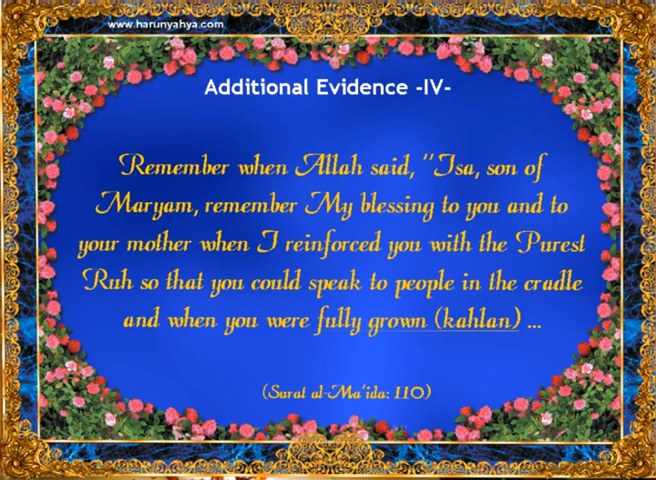 www.harunyahya.com
Additional Evidence -IV-
Remember when Allah said, "Isa, son of
Maryam, remember My blessing to you and to
your mother when I reinforced you with the Purest
Ruh so that you could speak to people in the cradle
and when you were fully grown (kahlan) ...
(Surat al-Ma'ida: 110)